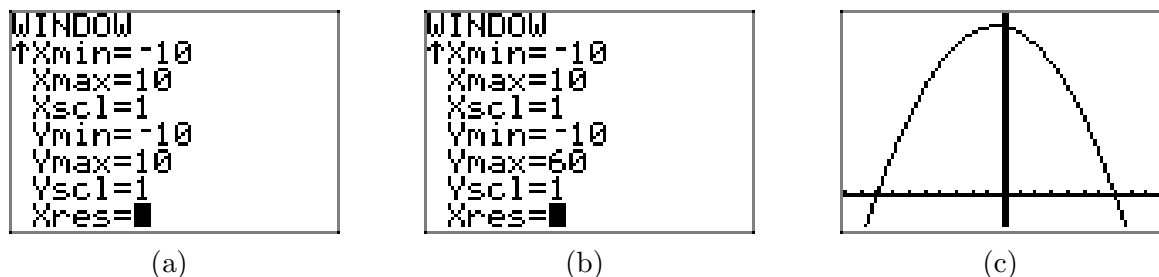 WINDOW
↑Xmin=-10
Xmax=10
Xscl=1
Ymin=-10
Ymax=10
Yscl=1
Xres=
(a)
WINDOW
↑Xmin=-10
Xmax=10
Xscl=1
Ymin=-10
Ymax=60
Yscl=1
Xres=
(b)
(c)